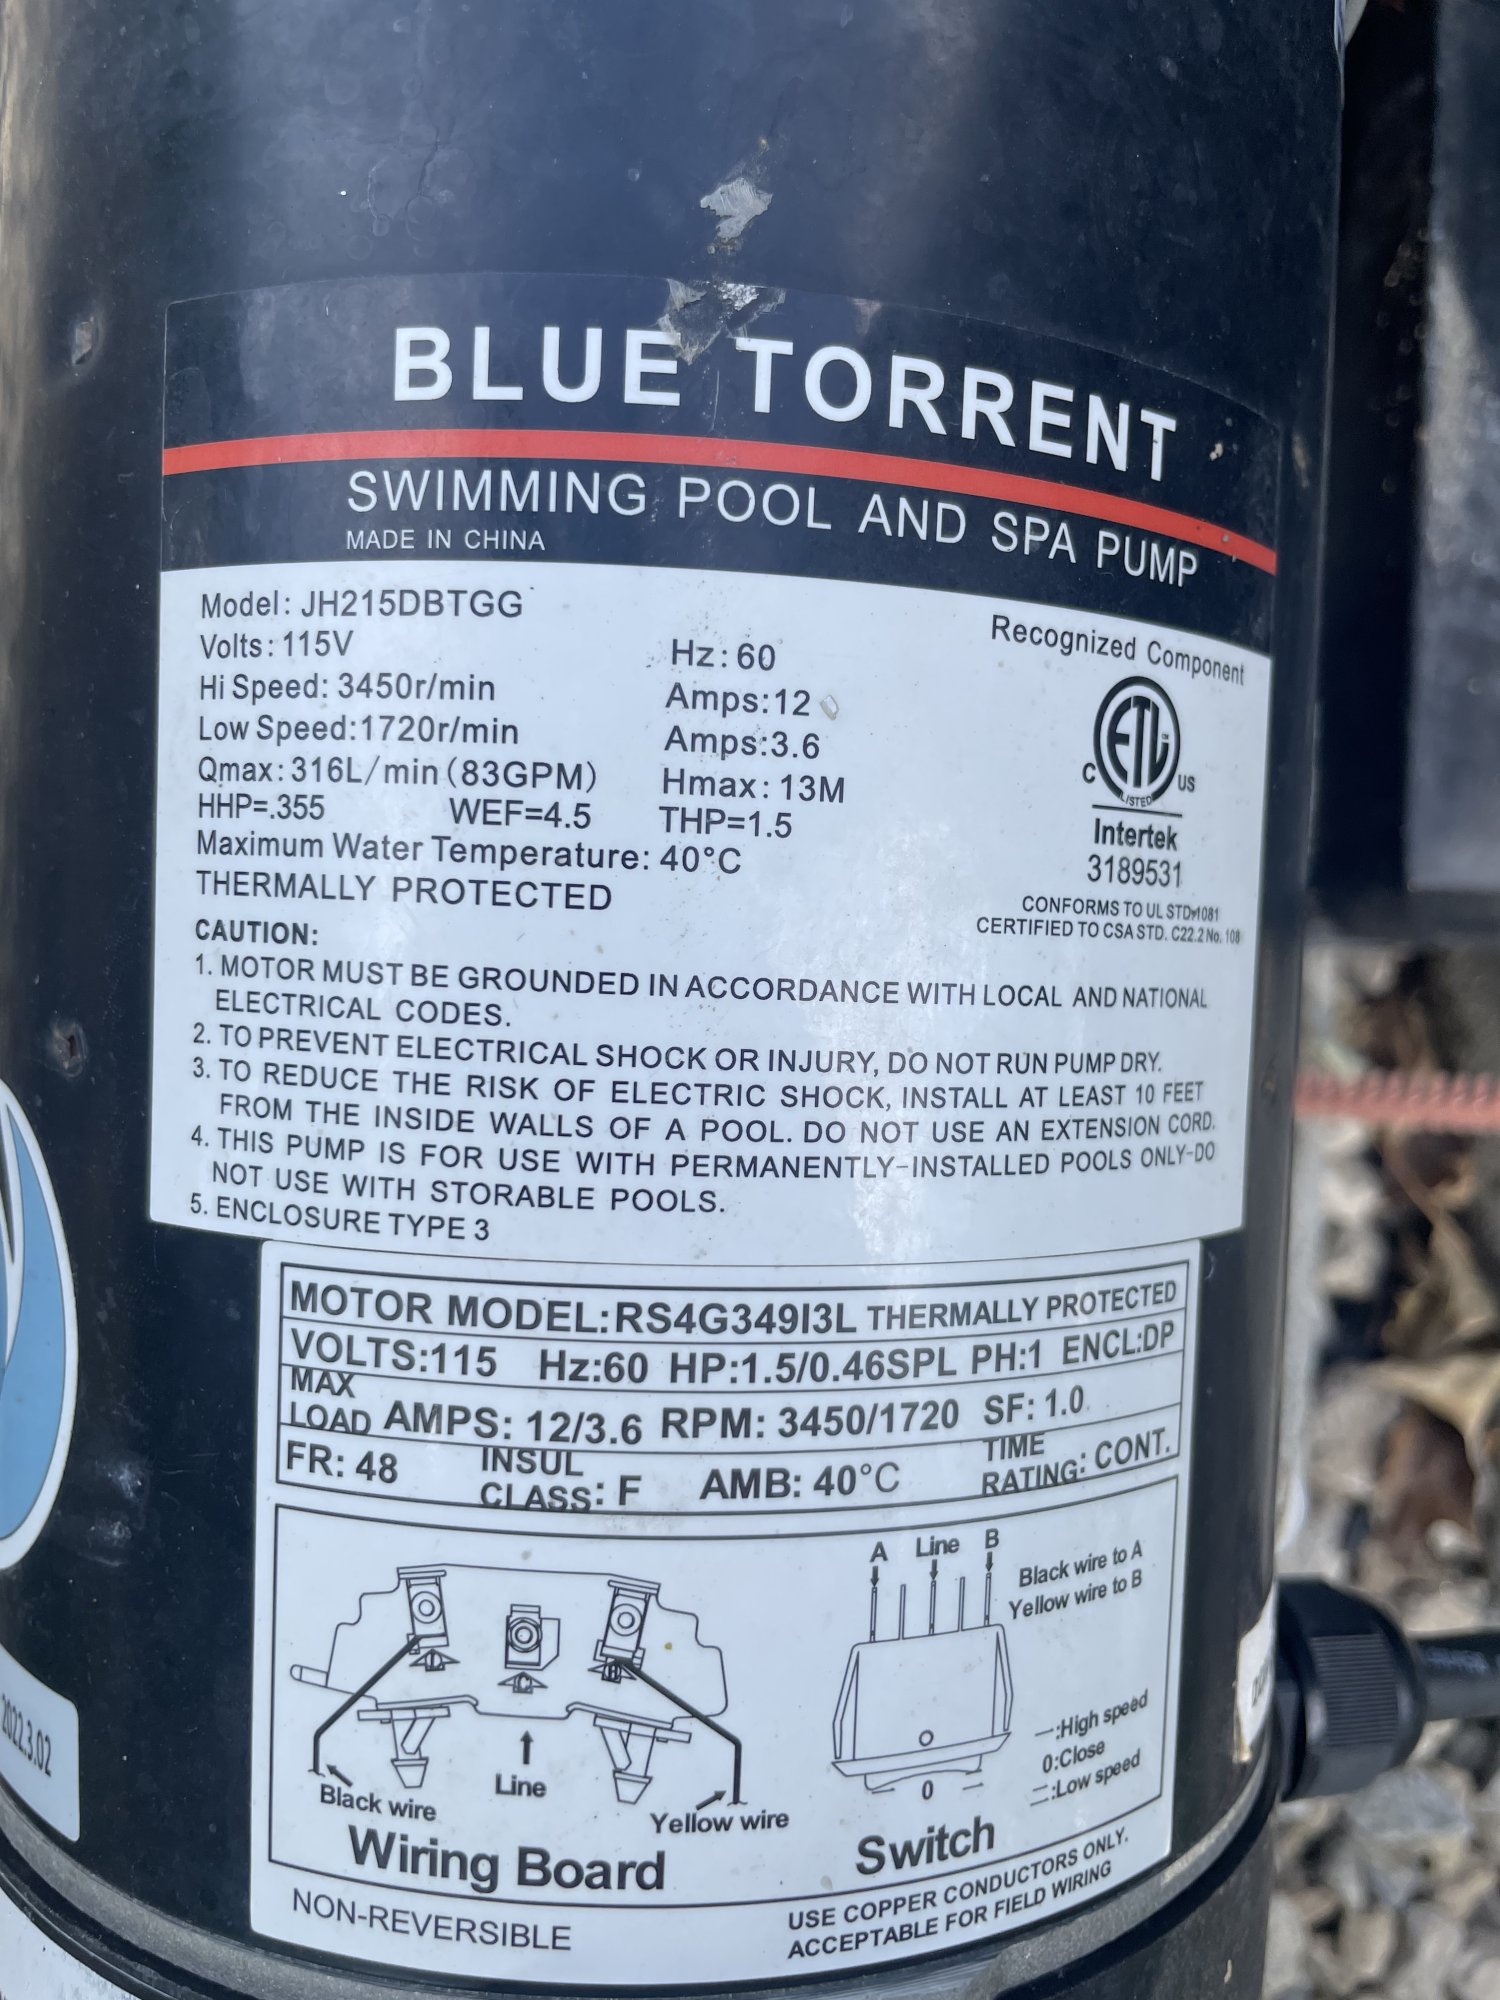 BLUE TORRENT
SWIMMING POOL AND SPA PUMP
MADE IN CHINA
Model: JH215DBTGG
Volts: 115V Hz: 60
Hi Speed: 3450r/min Amps:12
Low Speed:1720r/min Amps:3.6
Qmax: 316L/min (83GPM) Hmax: 13M
HHP=.355 WEF=4.5 THP=1.5
Maximum Water Temperature: 40°C
THERMALLY PROTECTED
Recognized Component
ETL
C US
LISTED
Intertek
3189531
CONFORMS TO UL STD 1081
CERTIFIED TO CSA STD. C22.2 No. 108
CAUTION:
1. MOTOR MUST BE GROUNDED IN ACCORDANCE WITH LOCAL AND NATIONAL
ELECTRICAL CODES.
2. TO PREVENT ELECTRICAL SHOCK OR INJURY, DO NOT RUN PUMP DRY.
3. TO REDUCE THE RISK OF ELECTRIC SHOCK, INSTALL AT LEAST 10 FEET
FROM THE INSIDE WALLS OF A POOL. DO NOT USE AN EXTENSION CORD.
4. THIS PUMP IS FOR USE WITH PERMANENTLY-INSTALLED POOLS ONLY-DO
NOT USE WITH STORABLE POOLS.
5. ENCLOSURE TYPE 3
MOTOR MODEL:RS4G349I3L THERMALLY PROTECTED
VOLTS:115 Hz:60 HP:1.5/0.46SPL PH:1 ENCL:DP
MAX LOAD AMPS: 12/3.6 RPM: 3450/1720 SF: 1.0
FR: 48 INSUL CLASS: F AMB: 40°C TIME RATING: CONT.
L C H
Black wire
Line
Yellow wire
Wiring Board
A Line B
Black wire to A
Yellow wire to B
—:High speed
0:Close
=:Low speed
= 0 —
Switch
NON-REVERSIBLE
USE COPPER CONDUCTORS ONLY.
ACCEPTABLE FOR FIELD WIRING
2022.3.02